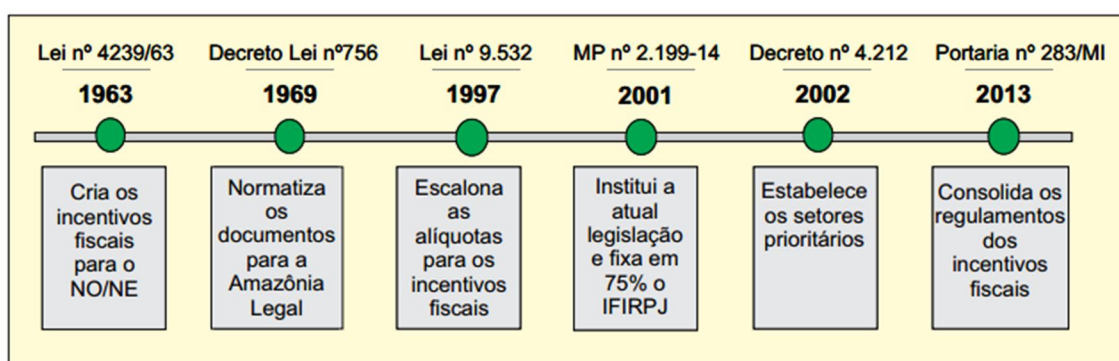 Lei nº 4239/63
1963
Cria os
incentivos
fiscais
para o
NO/NE
Decreto Lei nº756
1969
Normatiza
os
documentos
para a
Amazônia
Legal
Lei nº 9.532
1997
Escalona
as
alíquotas
para os
incentivos
fiscais
MP nº 2.199-14
2001
Institui a
atual
legislação
e fixa em
75% o
IFIRPJ
Decreto nº 4.212
2002
Estabelece
os setores
prioritários
Portaria nº 283/MI
2013
Consolida os
regulamentos
dos
incentivos
fiscais